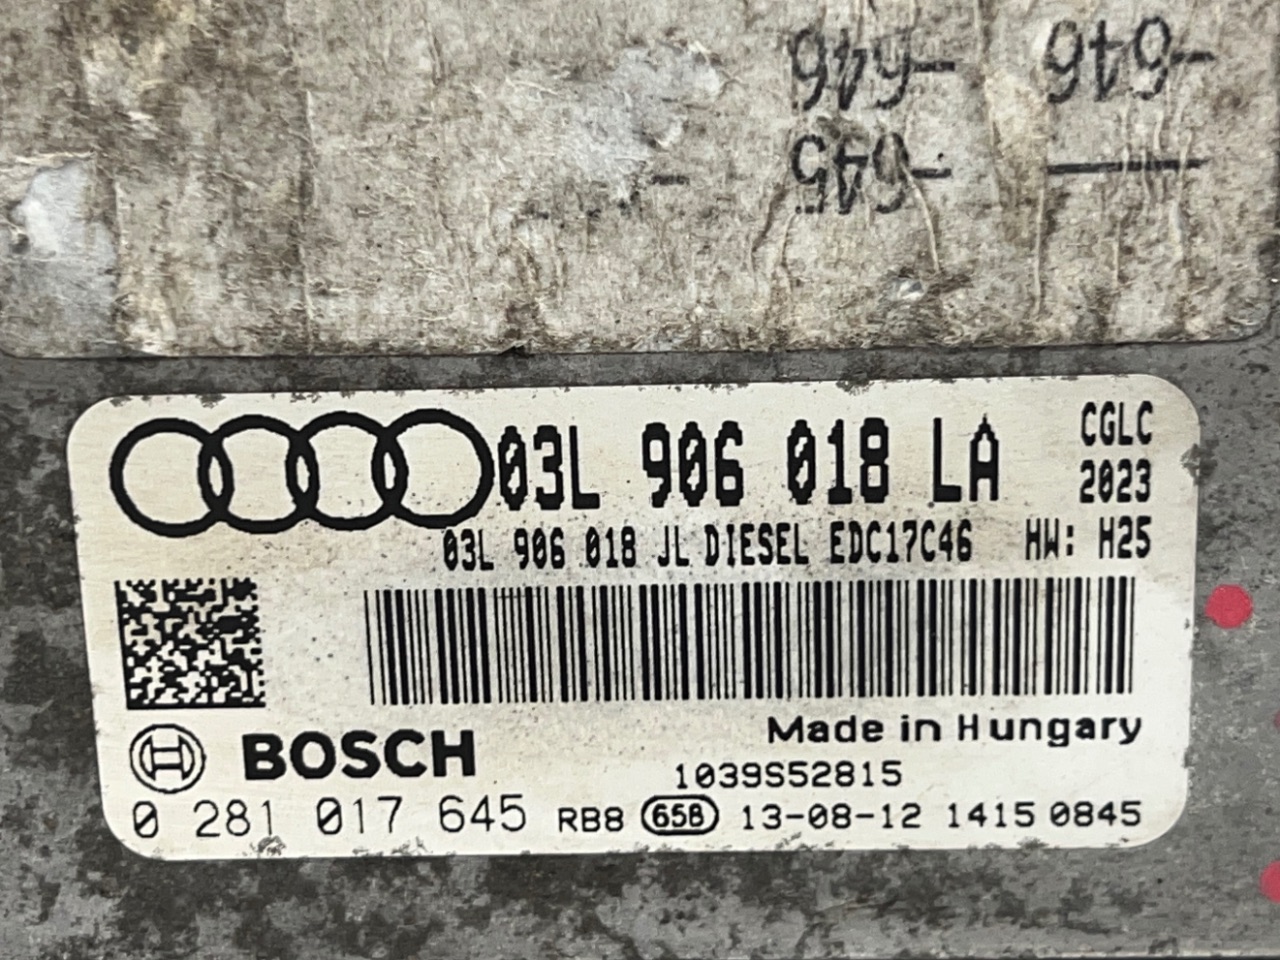 -646 -646
-645
03L 906 018 LA CGLC
2023
03L 906 018 JL DIESEL EDC17C46 HW: H25
Made in Hungary
BOSCH
1039S52815
0 281 017 645 RB8 65B 13-08-12 1415 0845